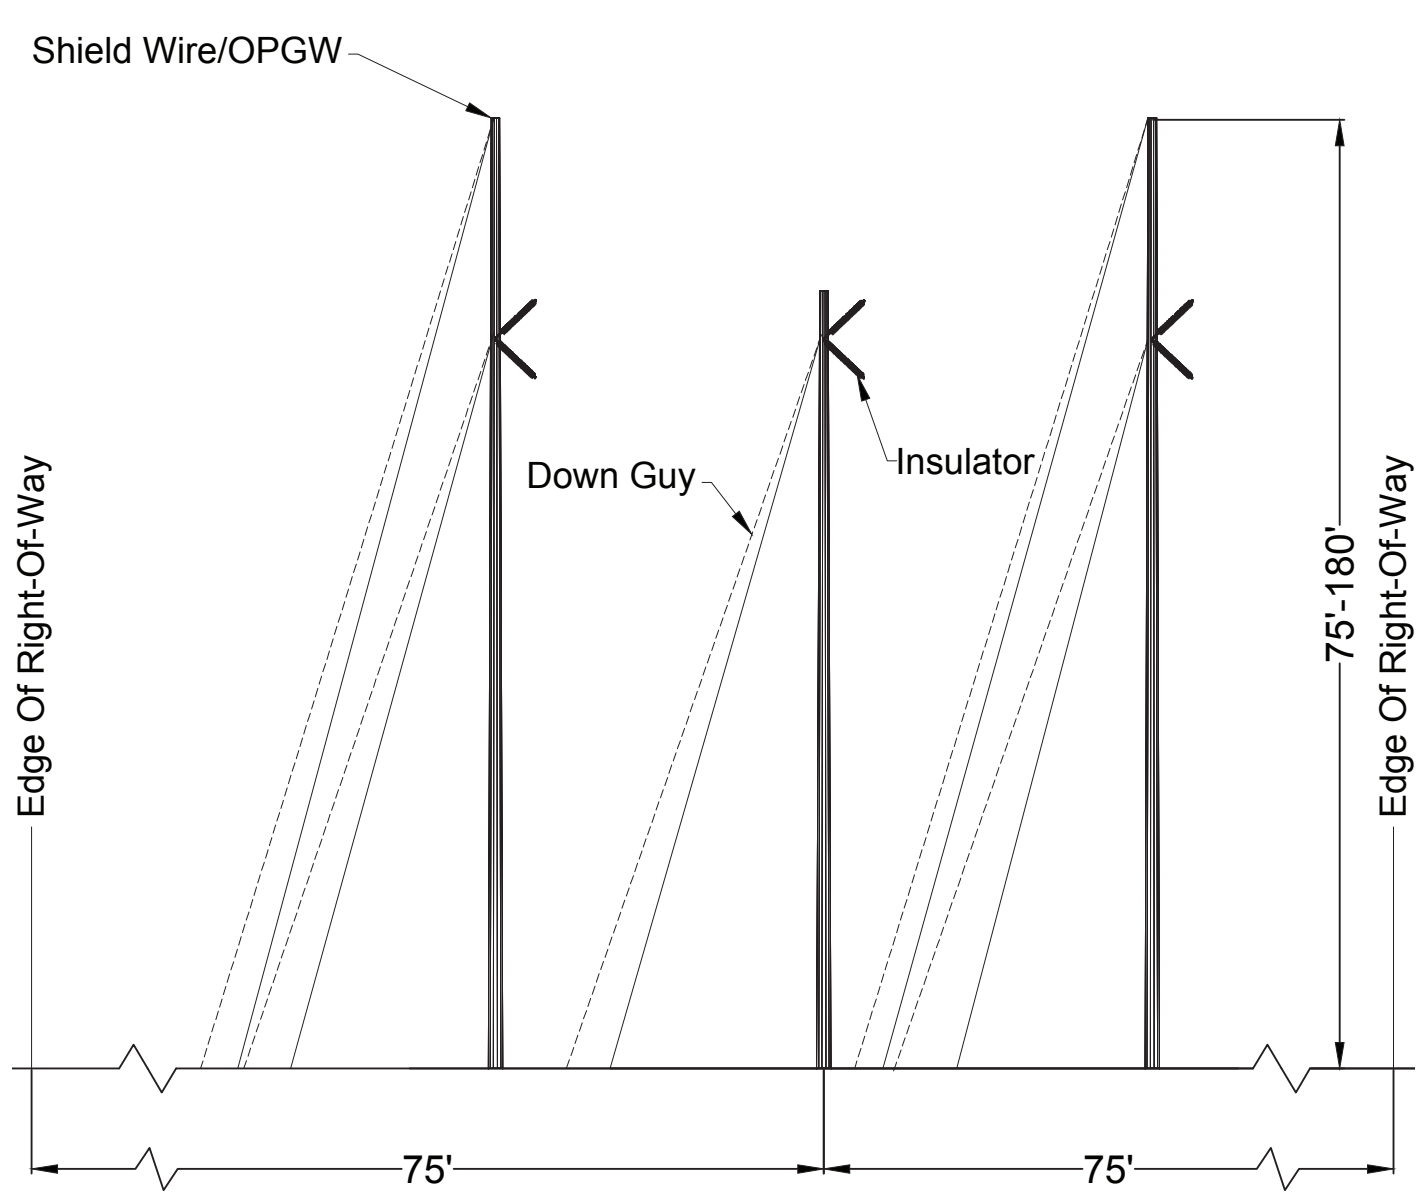 Shield Wire/OPGW
Down Guy
Insulator
Edge Of Right-Of-Way
75'-180'
Edge Of Right-Of-Way
75'
75'